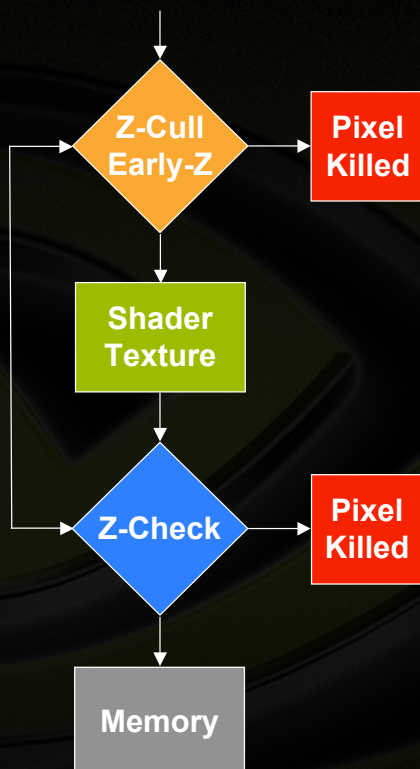 Z-Cull
Early-Z
Pixel
Killed
Shader
Texture
Z-Check
Pixel
Killed
Memory